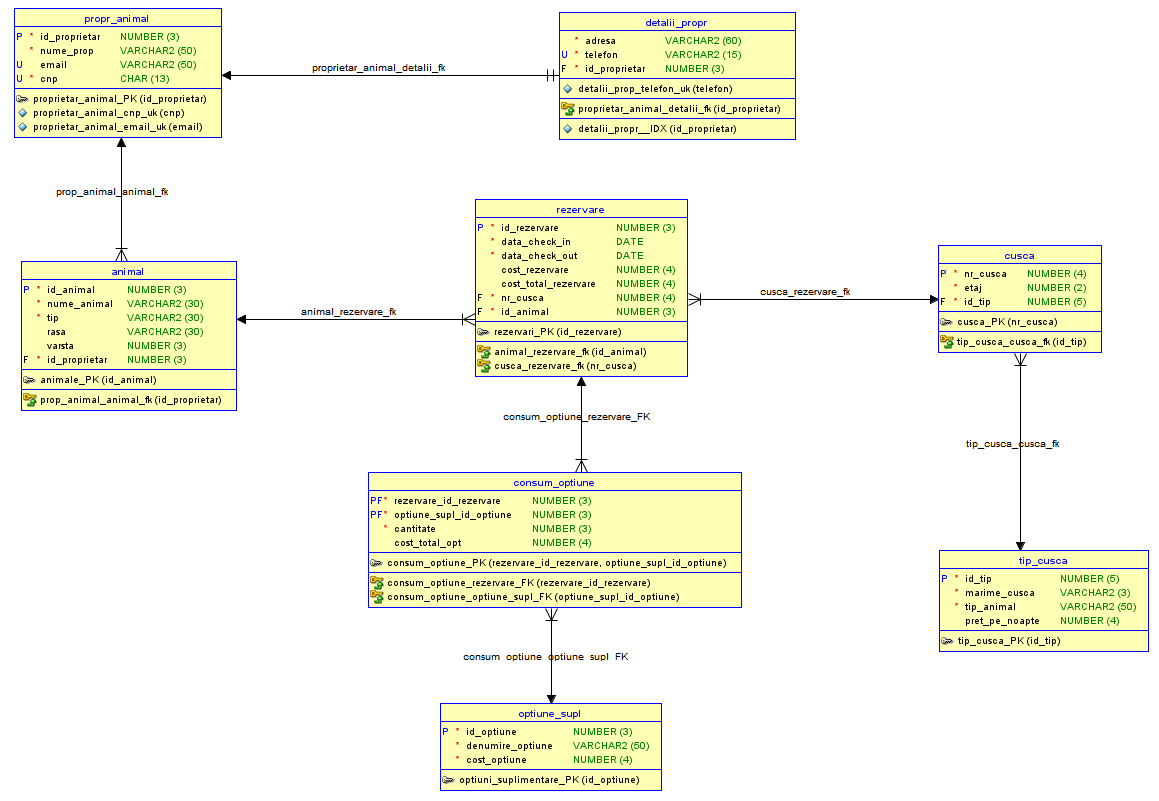 propr_animal
P * id_proprietar NUMBER (3)
* nume_prop VARCHAR2 (50)
U email VARCHAR2 (50)
U * cnp CHAR (13)
proprietar_animal_PK (id_proprietar)
proprietar_animal_cnp_uk (cnp)
proprietar_animal_email_uk (email)
proprietar_animal_detalii_fk
detalii_propr
* adresa VARCHAR2 (60)
U * telefon VARCHAR2 (15)
F * id_proprietar NUMBER (3)
detalii_prop_telefon_uk (telefon)
proprietar_animal_detalii_fk (id_proprietar)
detalii_propr__IDX (id_proprietar)
prop_animal_animal_fk
animal
P * id_animal NUMBER (3)
* nume_animal VARCHAR2 (30)
* tip VARCHAR2 (30)
rasa VARCHAR2 (30)
varsta NUMBER (3)
F * id_proprietar NUMBER (3)
animale_PK (id_animal)
prop_animal_animal_fk (id_proprietar)
animal_rezervare_fk
rezervare
P * id_rezervare NUMBER (3)
* data_check_in DATE
* data_check_out DATE
cost_rezervare NUMBER (4)
cost_total_rezervare NUMBER (4)
F * nr_cusca NUMBER (4)
F * id_animal NUMBER (3)
rezervari_PK (id_rezervare)
animal_rezervare_fk (id_animal)
cusca_rezervare_fk (nr_cusca)
cusca_rezervare_fk
cusca
P * nr_cusca NUMBER (4)
* etaj NUMBER (2)
F * id_tip NUMBER (5)
cusca_PK (nr_cusca)
tip_cusca_cusca_fk (id_tip)
consum_optiune_rezervare_FK
tip_cusca_cusca_fk
consum_optiune
PF * rezervare_id_rezervare NUMBER (3)
PF * optiune_supl_id_optiune NUMBER (3)
* cantitate NUMBER (3)
cost_total_opt NUMBER (4)
consum_optiune_PK (rezervare_id_rezervare, optiune_supl_id_optiune)
consum_optiune_rezervare_FK (rezervare_id_rezervare)
consum_optiune_optiune_supl_FK (optiune_supl_id_optiune)
tip_cusca
P * id_tip NUMBER (5)
* marime_cusca VARCHAR2 (3)
* tip_animal VARCHAR2 (50)
pret_pe_noapte NUMBER (4)
tip_cusca_PK (id_tip)
consum_optiune_optiune_supl_FK
optiune_supl
P * id_optiune NUMBER (3)
* denumire_optiune VARCHAR2 (50)
* cost_optiune NUMBER (4)
optiuni_suplimentare_PK (id_optiune)